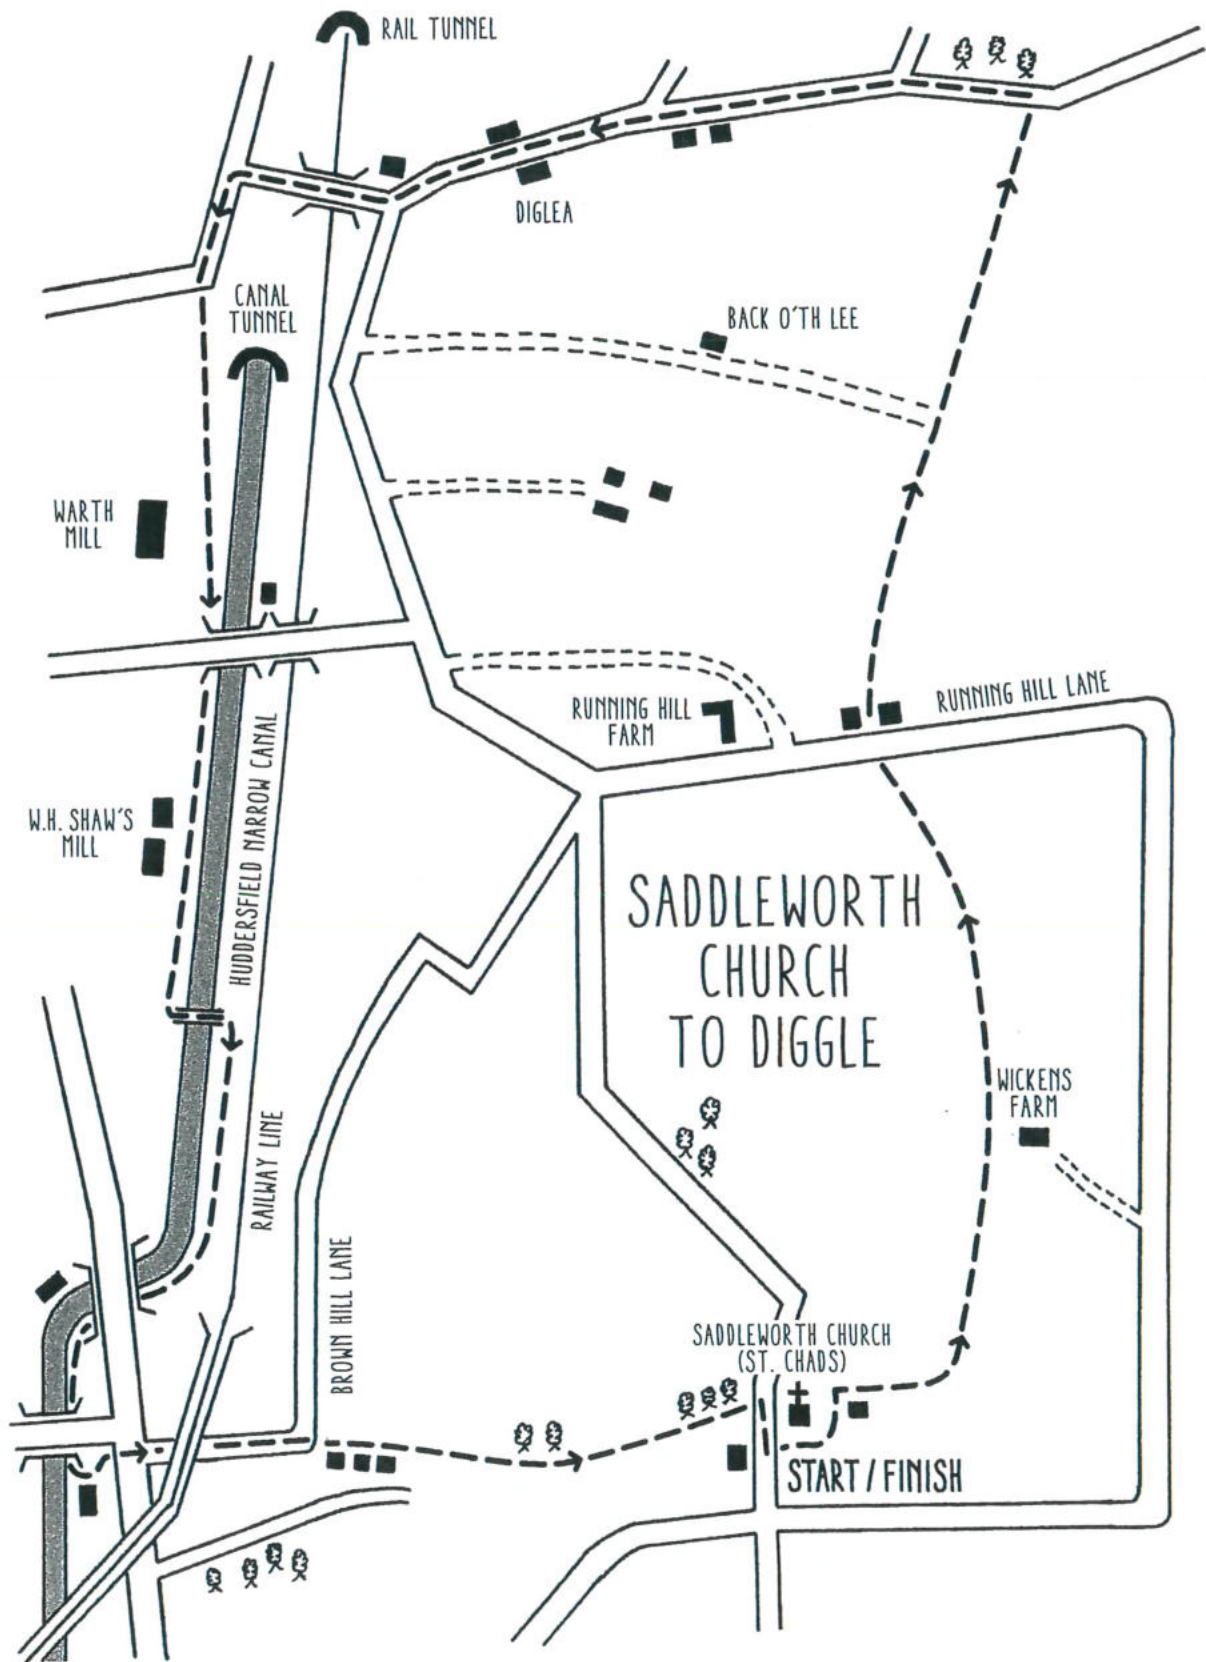 RAIL TUNNEL
DIGLEA
CANAL
TUNNEL
BACK O'TH LEE
WARTH
MILL
RUNNING HILL
FARM
RUNNING HILL LANE
W.H. SHAW'S
MILL
HUDDERSFIELD NARROW CANAL
SADDLEWORTH
CHURCH
TO DIGGLE
WICKENS
FARM
RAILWAY LINE
BROWN HILL LANE
SADDLEWORTH CHURCH
(ST. CHADS)
START / FINISH